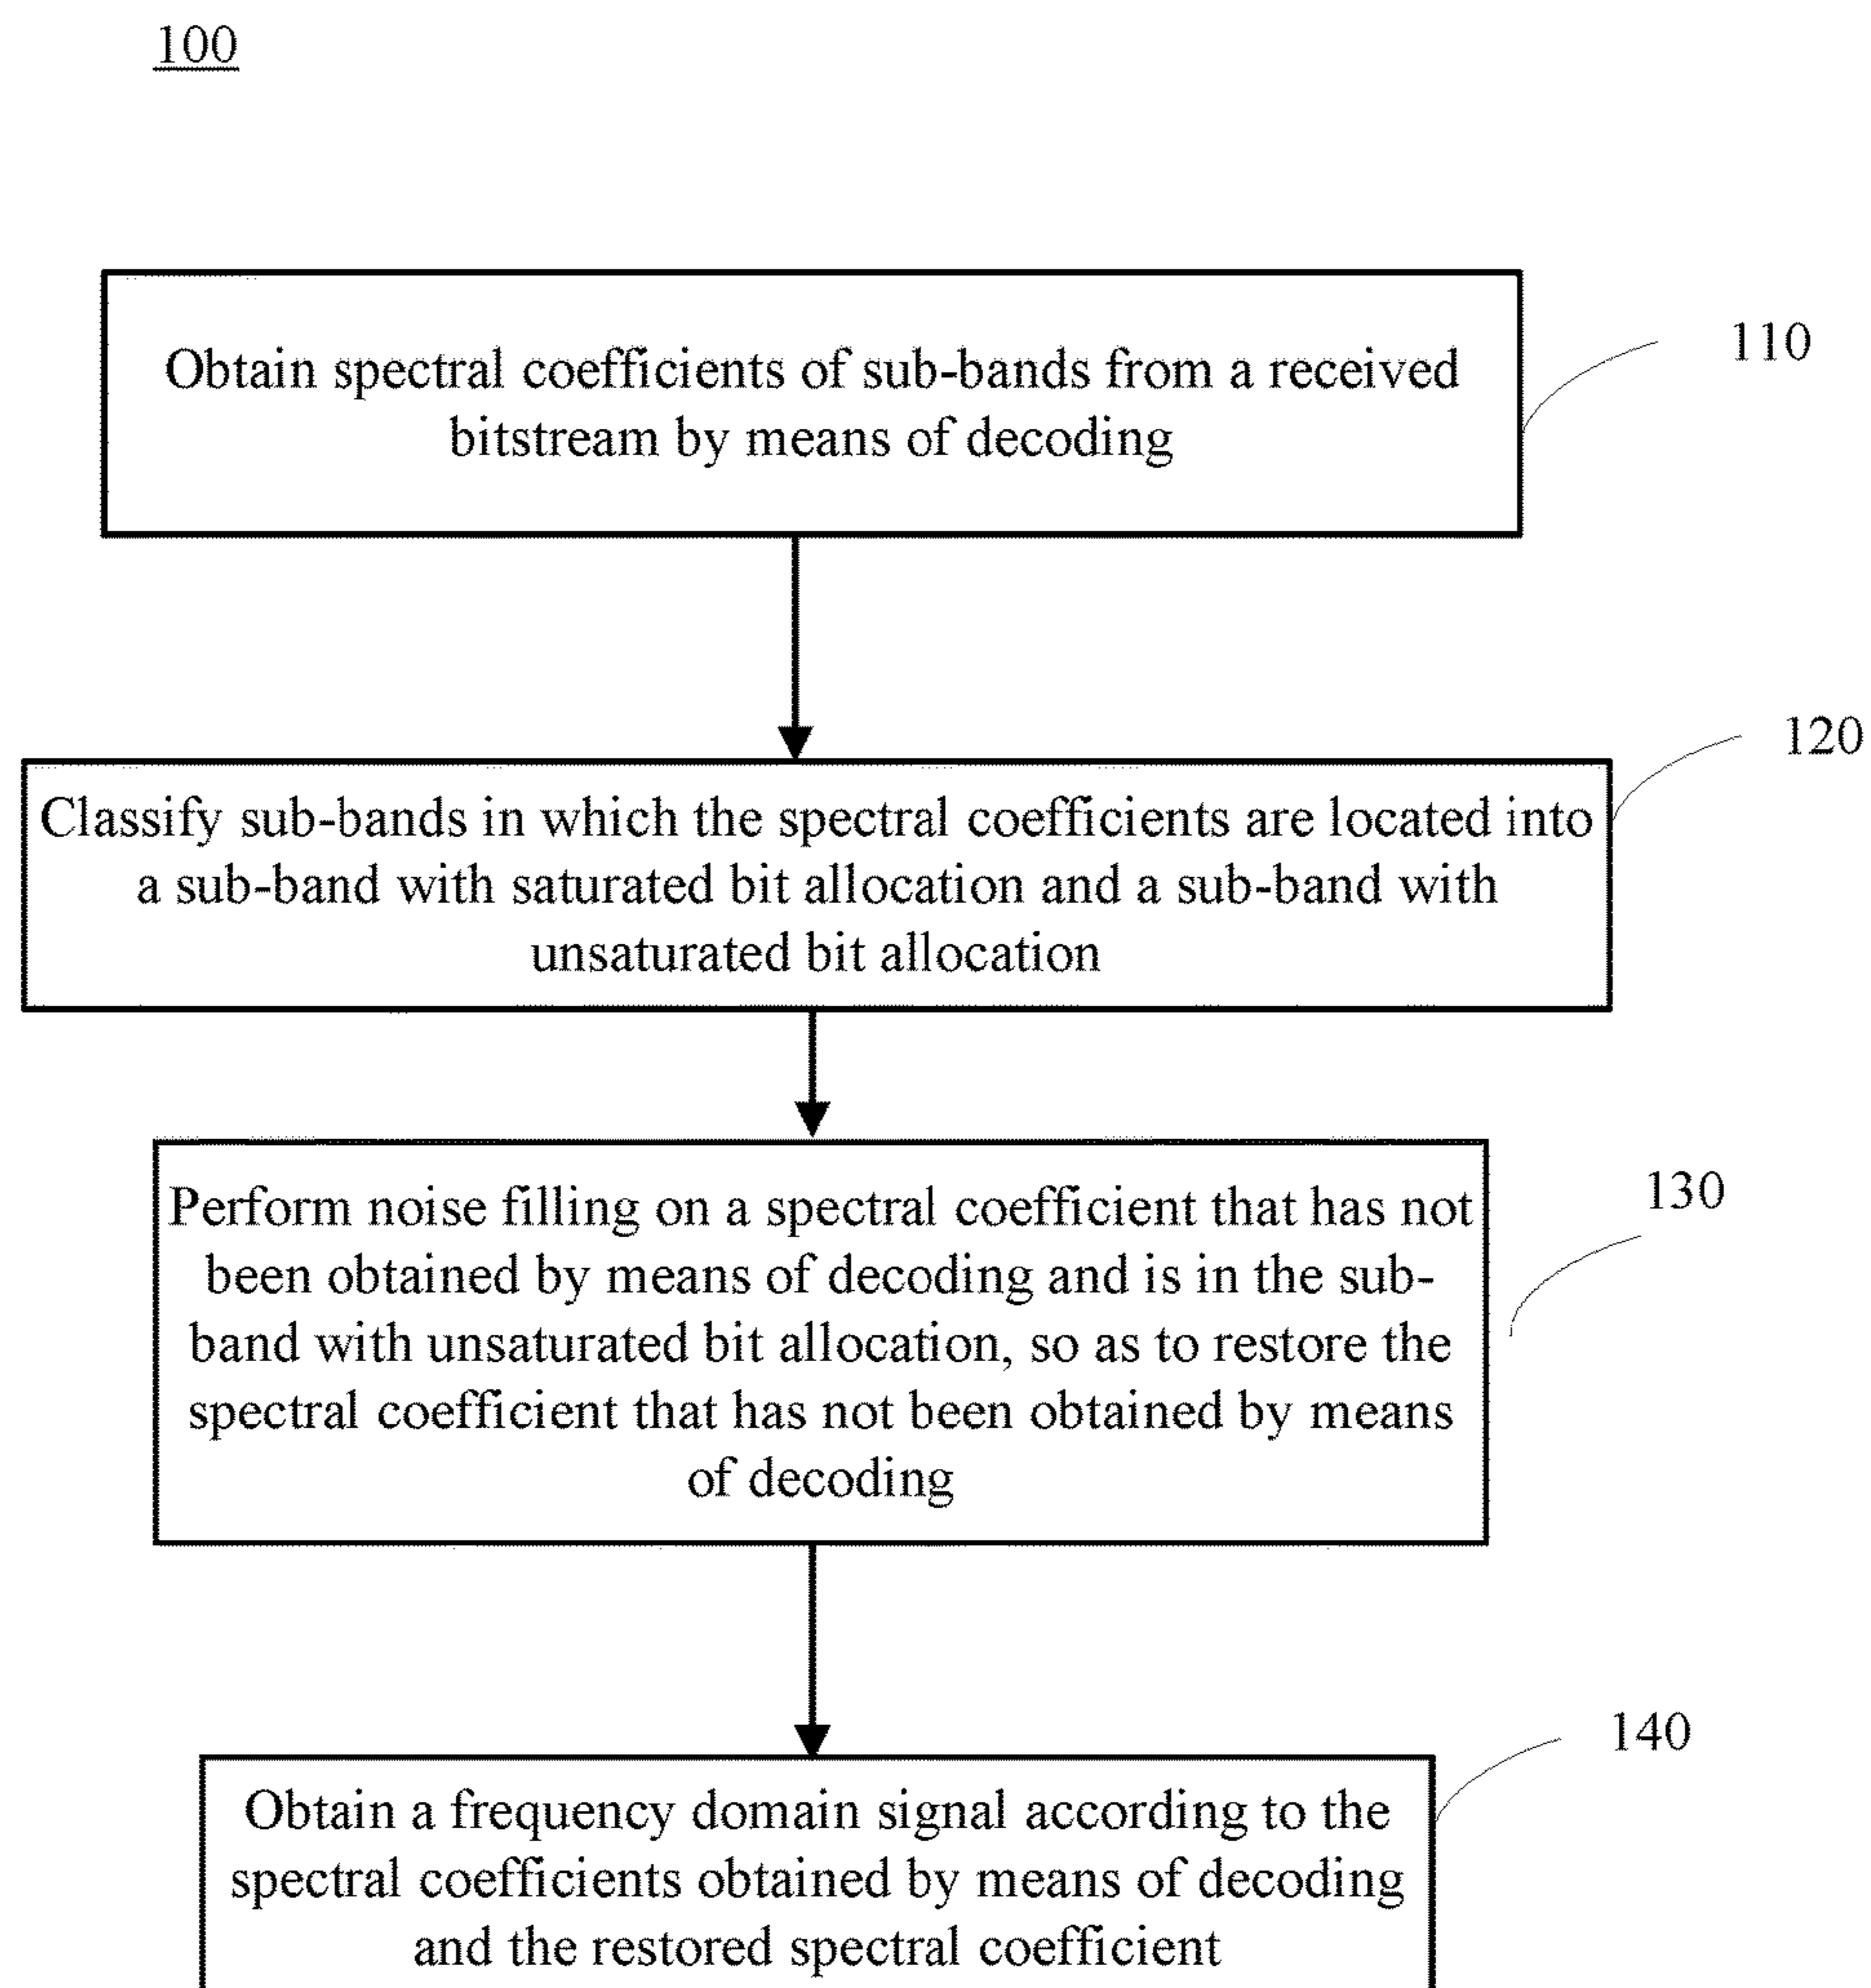 100
Obtain spectral coefficients of sub-bands from a received
bitstream by means of decoding
110
Classify sub-bands in which the spectral coefficients are located into
a sub-band with saturated bit allocation and a sub-band with
unsaturated bit allocation
120
Perform noise filling on a spectral coefficient that has not
been obtained by means of decoding and is in the sub-
band with unsaturated bit allocation, so as to restore the
spectral coefficient that has not been obtained by means
of decoding
130
Obtain a frequency domain signal according to the
spectral coefficients obtained by means of decoding
and the restored spectral coefficient
140